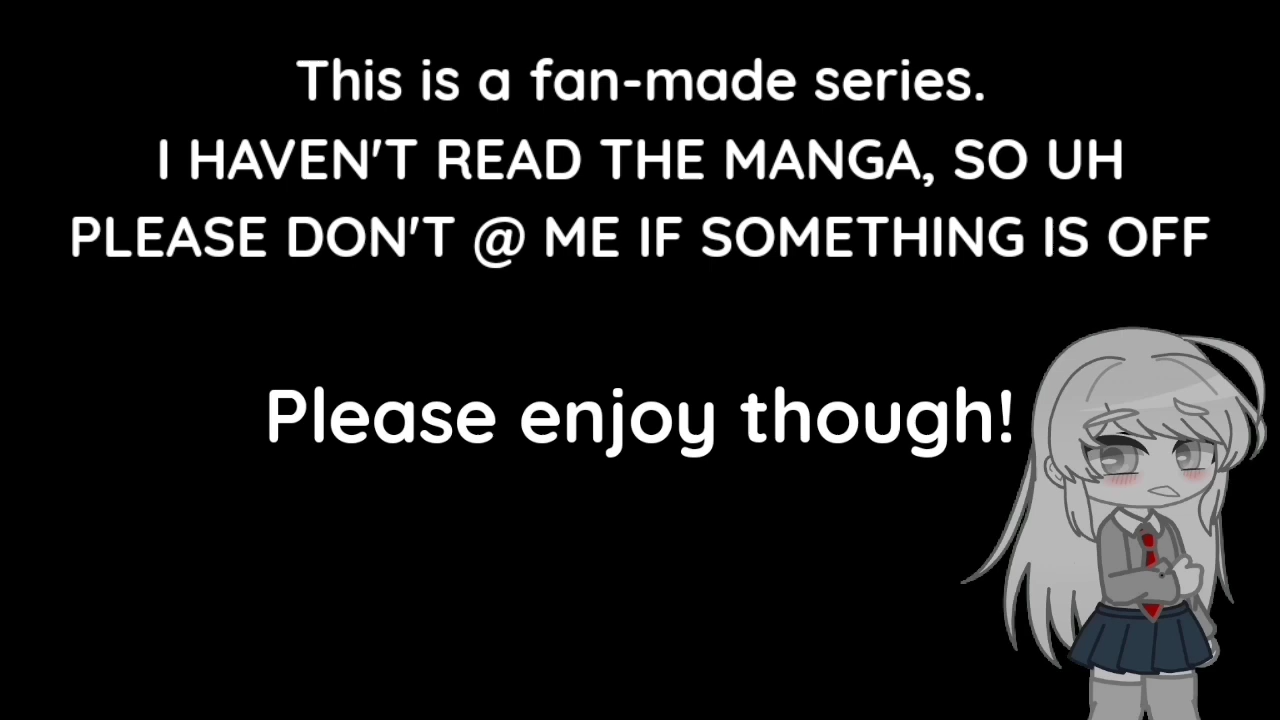 This is a fan-made series.
I HAVEN'T READ THE MANGA, SO UH
PLEASE DON'T @ ME IF SOMETHING IS OFF
Please enjoy though!